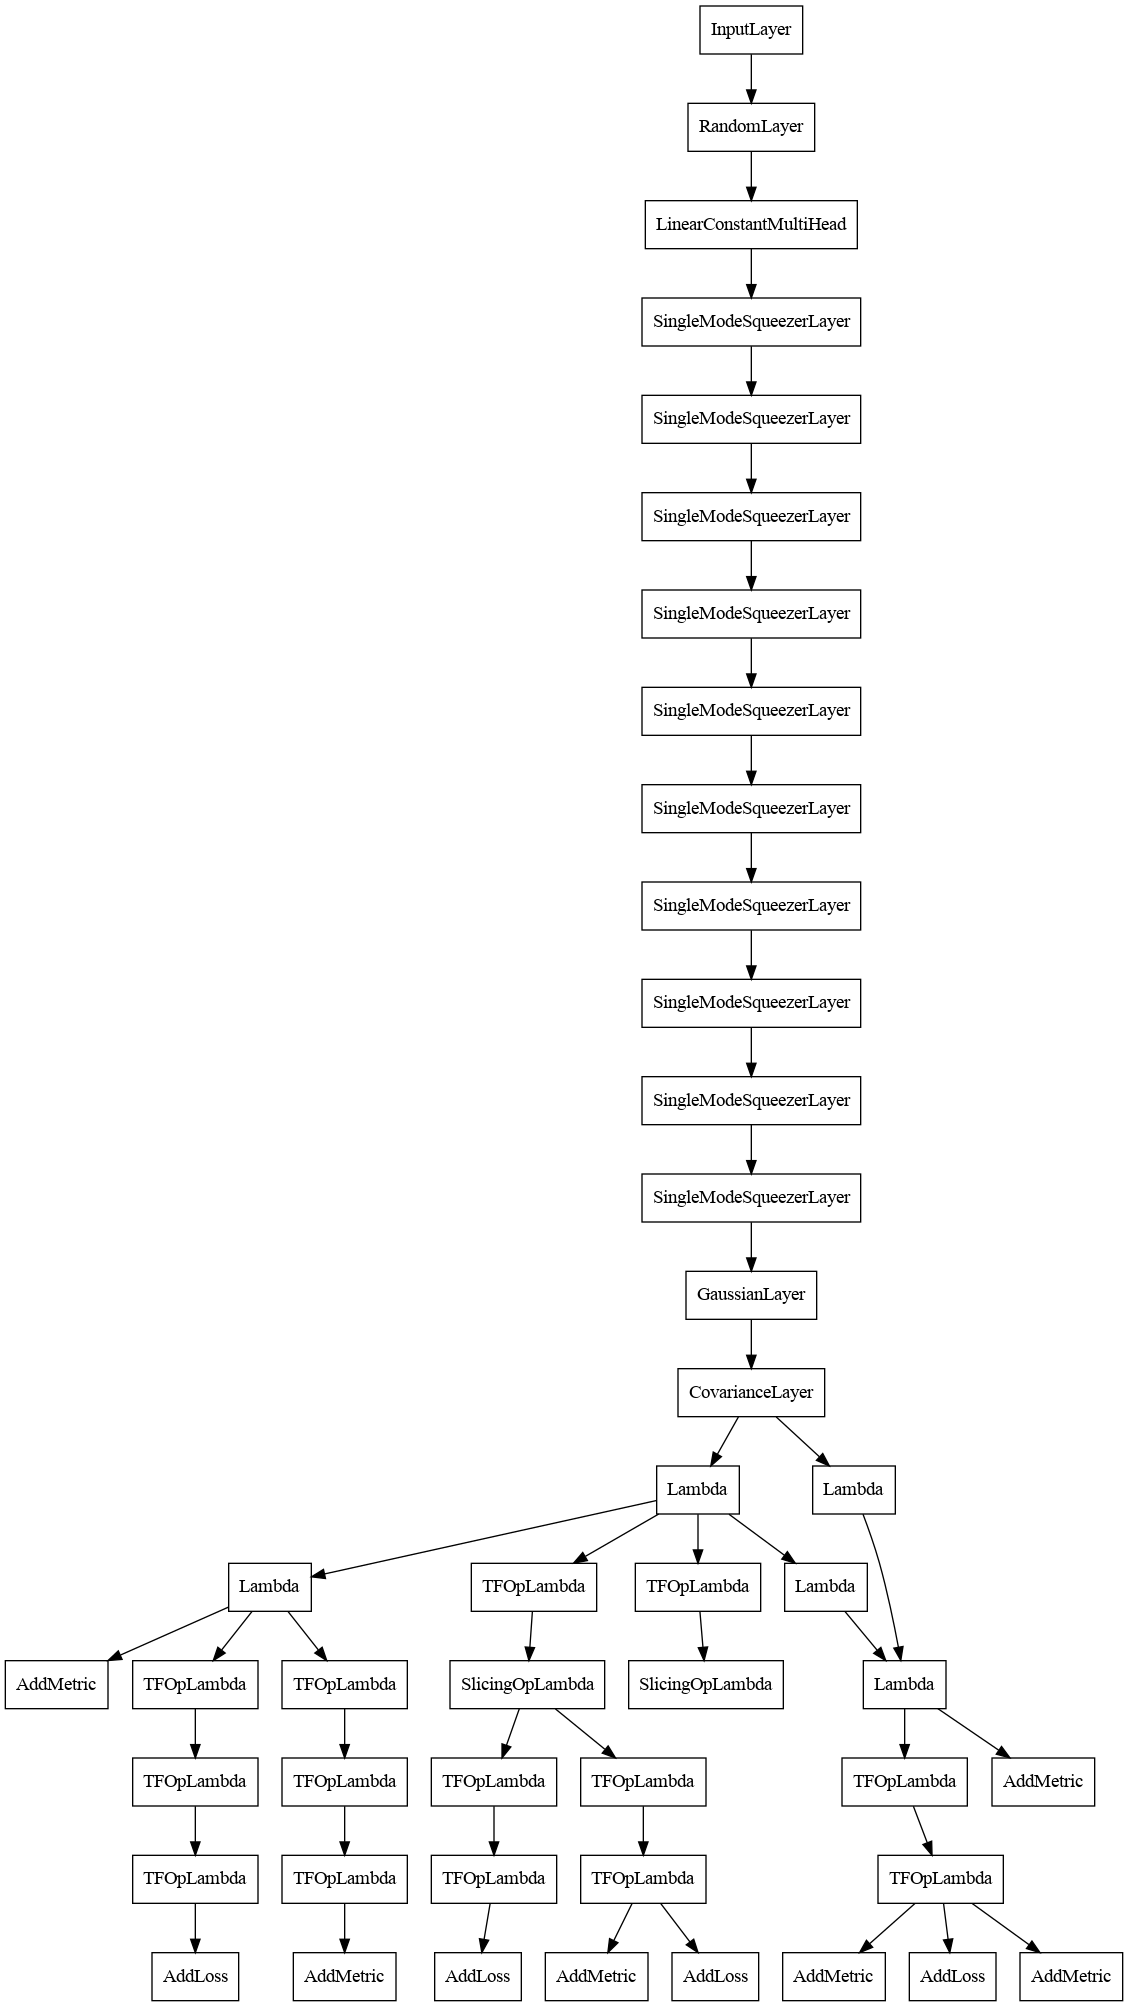 InputLayer
RandomLayer
LinearConstantMultiHead
SingleModeSqueezerLayer
SingleModeSqueezerLayer
SingleModeSqueezerLayer
SingleModeSqueezerLayer
SingleModeSqueezerLayer
SingleModeSqueezerLayer
SingleModeSqueezerLayer
SingleModeSqueezerLayer
SingleModeSqueezerLayer
SingleModeSqueezerLayer
GaussianLayer
CovarianceLayer
Lambda Lambda
Lambda TFOpLambda TFOpLambda Lambda
AddMetric TFOpLambda TFOpLambda SlicingOpLambda SlicingOpLambda Lambda
TFOpLambda TFOpLambda TFOpLambda TFOpLambda TFOpLambda AddMetric
TFOpLambda TFOpLambda TFOpLambda TFOpLambda TFOpLambda
AddLoss AddMetric AddLoss AddMetric AddLoss AddMetric AddLoss AddMetric